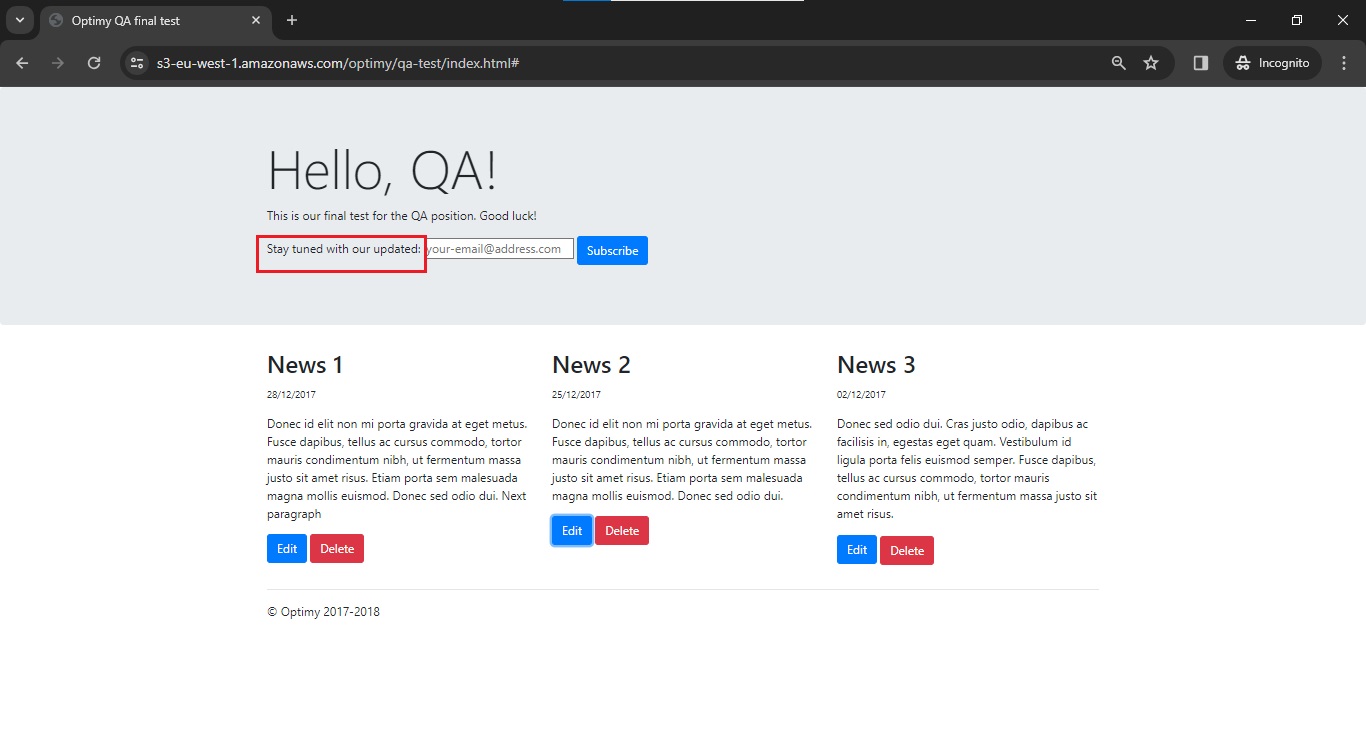 Optimy QA final test
s3-eu-west-1.amazonaws.com/optimy/qa-test/index.html#
Incognito
Hello, QA!
This is our final test for the QA position. Good luck!
Stay tuned with our updated: your-email@address.com Subscribe
News 1
28/12/2017
Donec id elit non mi porta gravida at eget metus.
Fusce dapibus, tellus ac cursus commodo, tortor
mauris condimentum nibh, ut fermentum massa
justo sit amet risus. Etiam porta sem malesuada
magna mollis euismod. Donec sed odio dui. Next
paragraph
Edit Delete
News 2
25/12/2017
Donec id elit non mi porta gravida at eget metus.
Fusce dapibus, tellus ac cursus commodo, tortor
mauris condimentum nibh, ut fermentum massa
justo sit amet risus. Etiam porta sem malesuada
magna mollis euismod. Donec sed odio dui.
Edit Delete
News 3
02/12/2017
Donec sed odio dui. Cras justo odio, dapibus ac
facilisis in, egestas eget quam. Vestibulum id
ligula porta felis euismod semper. Fusce dapibus,
tellus ac cursus commodo, tortor mauris
condimentum nibh, ut fermentum massa justo sit
amet risus.
Edit Delete
© Optimy 2017-2018